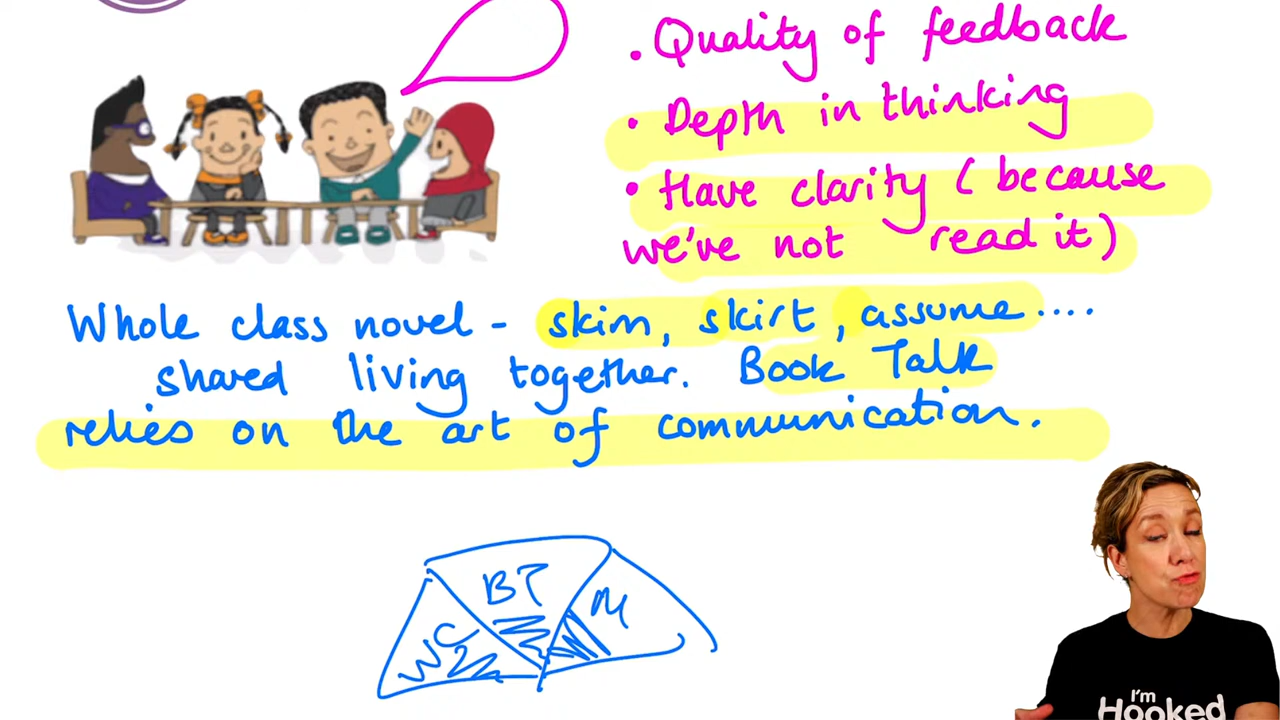 • Quality of feedback
• Depth in thinking
• Have clarity (because
we've not read it)
Whole class novel - skim, skirt, assume....
shared living together. Book Talk
relies on the art of communication.
BT
M
WC
I'm
Hooked